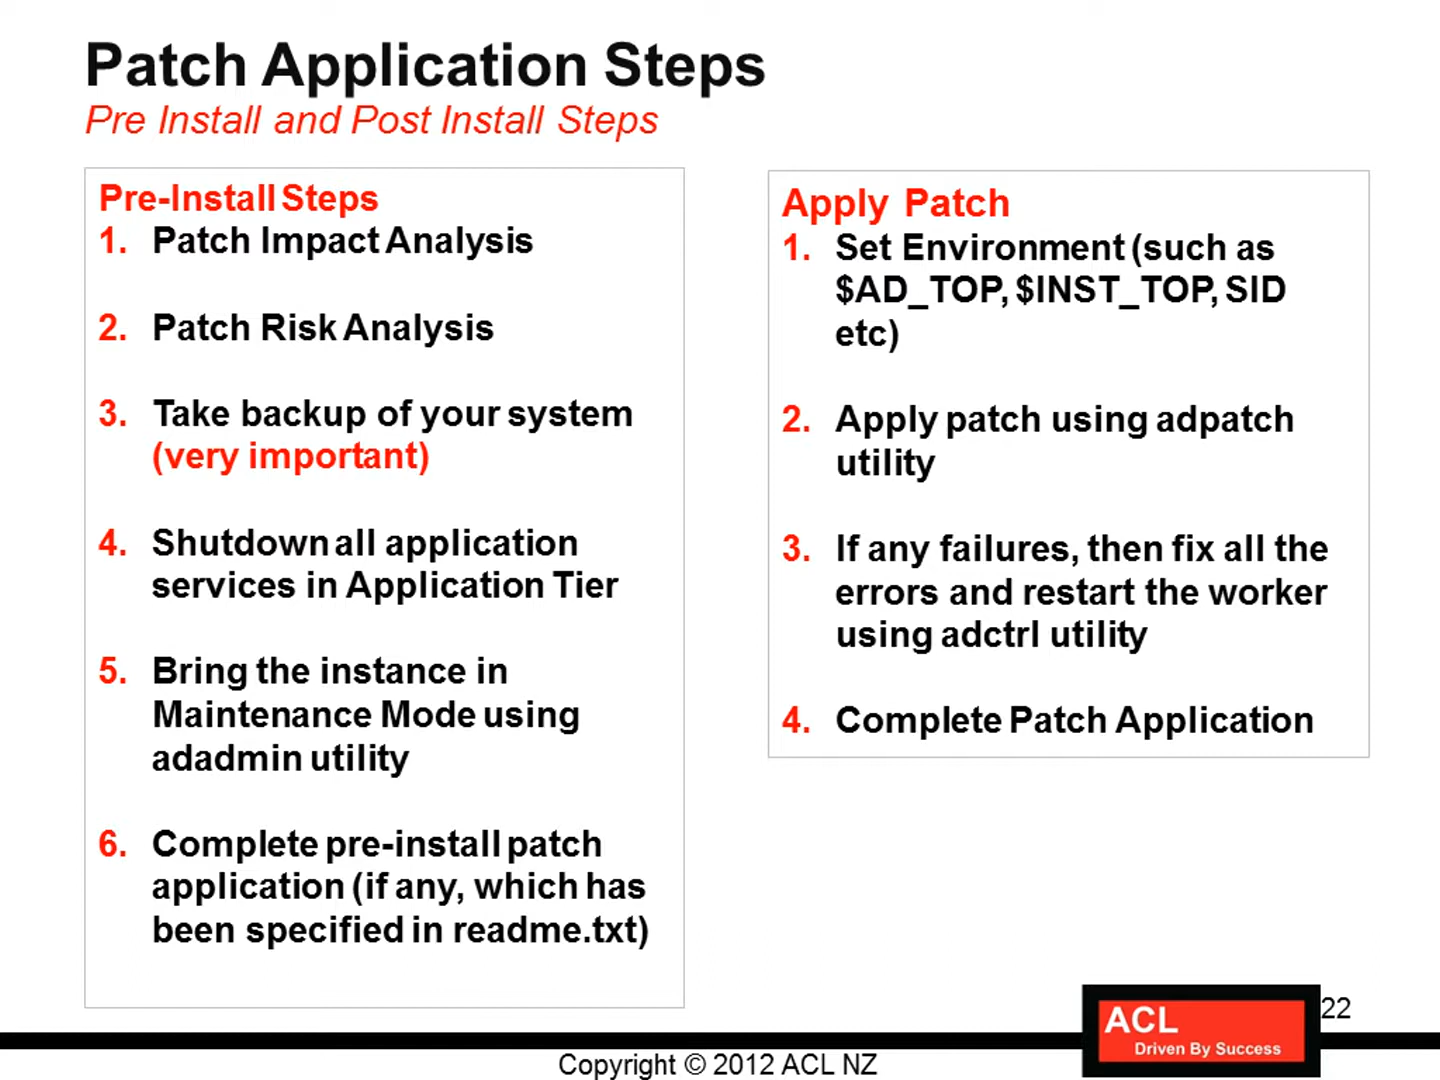 Patch Application Steps
Pre Install and Post Install Steps
Pre-Install Steps
1. Patch Impact Analysis
2. Patch Risk Analysis
3. Take backup of your system
(very important)
4. Shutdown all application
services in Application Tier
5. Bring the instance in
Maintenance Mode using
adadmin utility
6. Complete pre-install patch
application (if any, which has
been specified in readme.txt)
Apply Patch
1. Set Environment (such as
$AD_TOP, $INST_TOP, SID
etc)
2. Apply patch using adpatch
utility
3. If any failures, then fix all the
errors and restart the worker
using adctrl utility
4. Complete Patch Application
ACL
Driven By Success
22
Copyright © 2012 ACL NZ